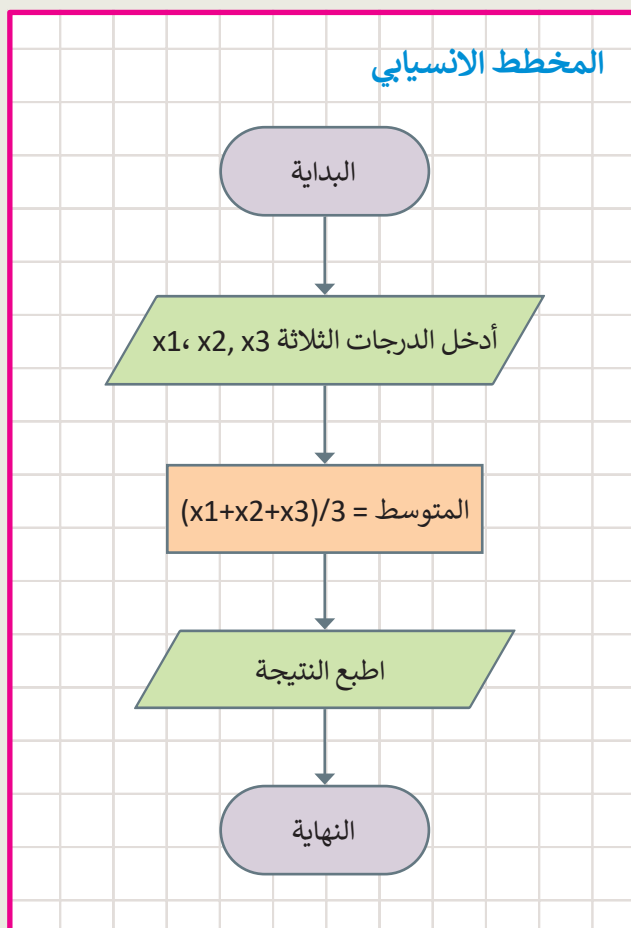 المخطط الانسيابي
البداية
أدخل الدرجات الثلاثة x1، x2, x3
المتوسط = (x1+x2+x3)/3
اطبع النتيجة
النهاية